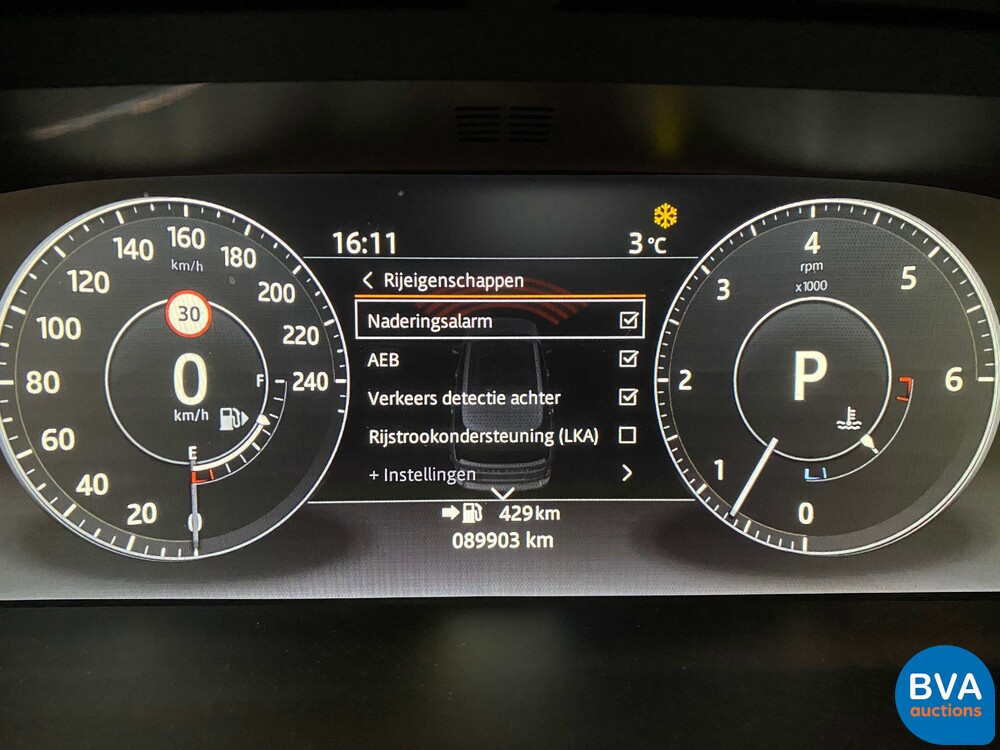 16:11
3 °C
Rijeigenschappen
Naderingsalarm
AEB
Verkeers detectie achter
Rijstrookondersteuning (LKA)
+ Instellingen
429 km
089903 km
0
20
40
60
80
100
120
140
160
180
200
220
240
km/h
30
0
km/h
F
E
0
1
2
3
4
5
6
rpm
x1000
P
BVA
auctions